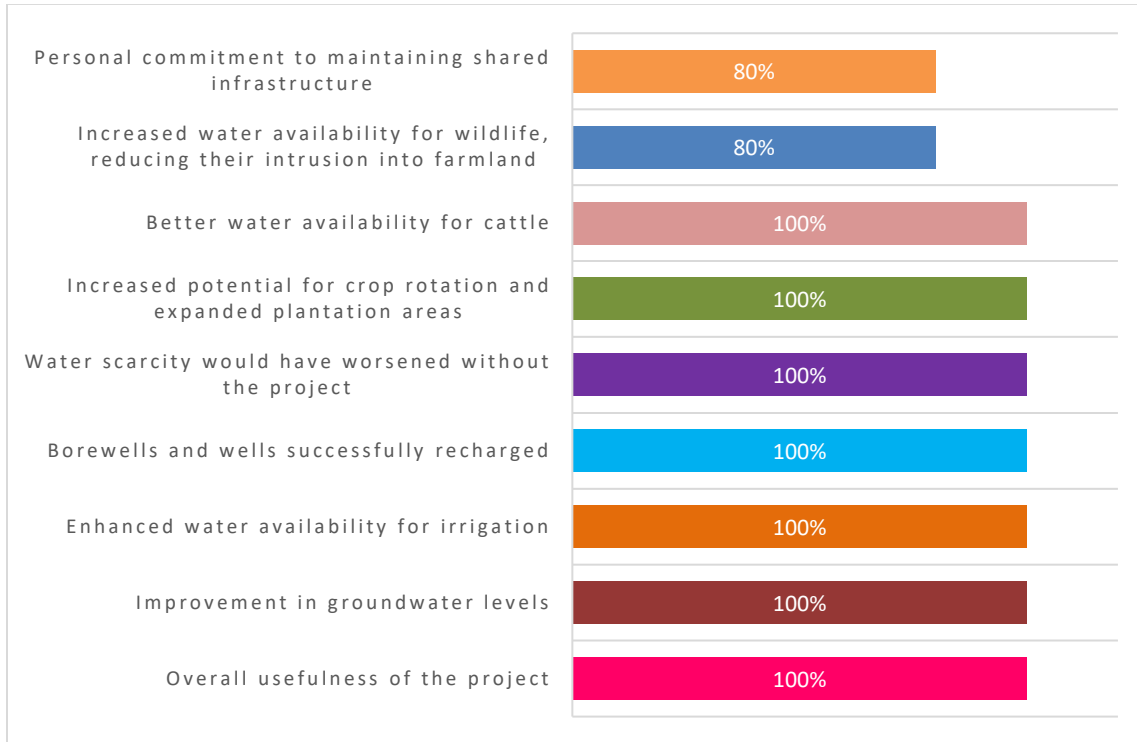 Personal commitment to maintaining shared
infrastructure
80%
Increased water availability for wildlife,
reducing their intrusion into farmland
80%
Better water availability for cattle
100%
Increased potential for crop rotation and
expanded plantation areas
100%
Water scarcity would have worsened without
the project
100%
Borewells and wells successfully recharged
100%
Enhanced water availability for irrigation
100%
Improvement in groundwater levels
100%
Overall usefulness of the project
100%